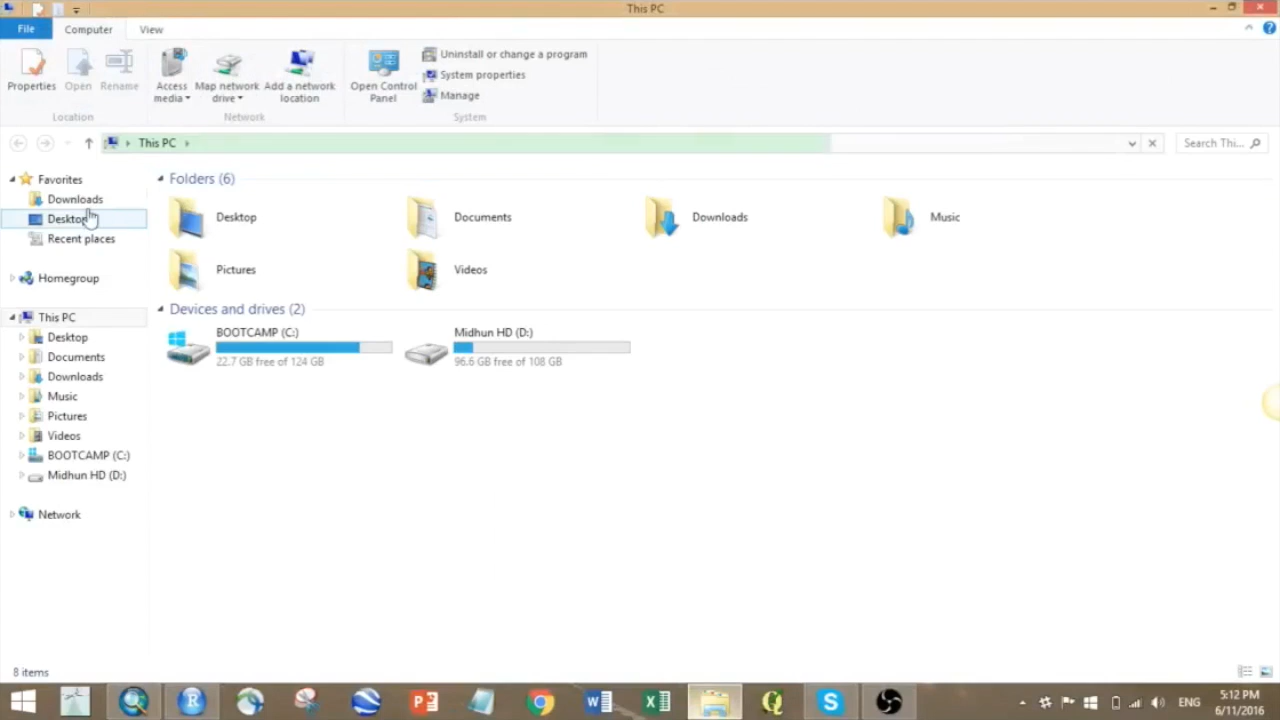 This PC
File Computer View
Properties Open Rename Access media Map network drive Add a network location Open Control Panel Uninstall or change a program
System properties
Manage
Location Network System
This PC Search Thi...
Favorites
Downloads
Desktop
Recent places
Homegroup
This PC
Desktop
Documents
Downloads
Music
Pictures
Videos
BOOTCAMP (C:)
Midhun HD (D:)
Network
Folders (6)
Desktop Documents Downloads Music
Pictures Videos
Devices and drives (2)
BOOTCAMP (C:)
22.7 GB free of 124 GB
Midhun HD (D:)
96.6 GB free of 108 GB
8 items
ENG
5:12 PM
6/11/2016